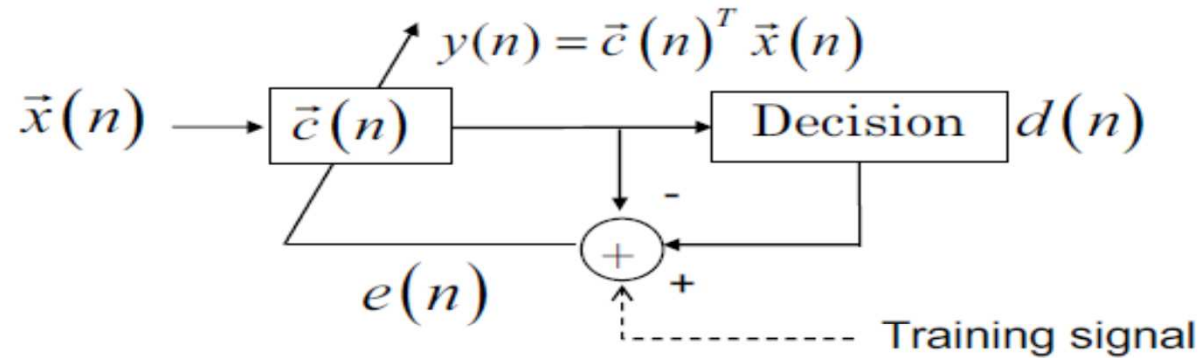 y(n) = c⃗(n)ᵀ x⃗(n)
x⃗(n)
c⃗(n)
Decision
d(n)
-
+
+
e(n)
Training signal